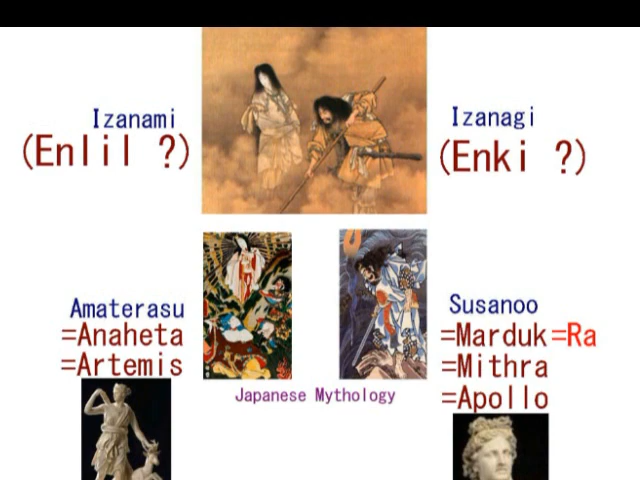 Izanami
(Enlil ?)
Izanagi
(Enki ?)
Amaterasu
=Anaheta
=Artemis
Susanoo
=Marduk=Ra
=Mithra
=Apollo
Japanese Mythology